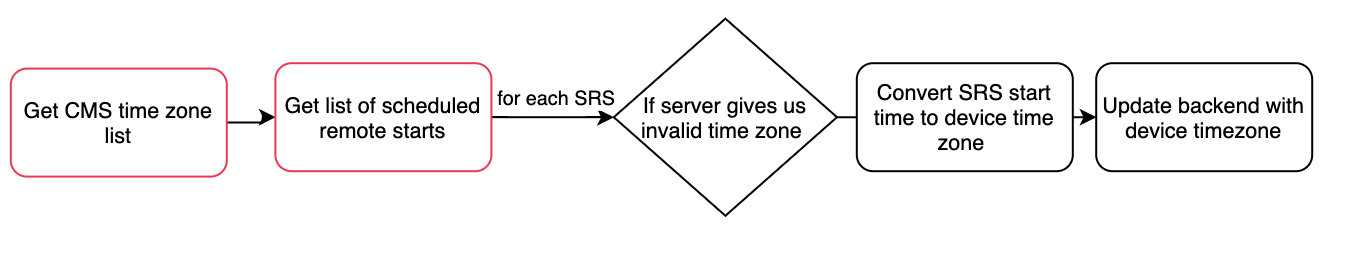 Get CMS time zone
list
Get list of scheduled
remote starts
for each SRS
If server gives us
invalid time zone
Convert SRS start
time to device time
zone
Update backend with
device timezone